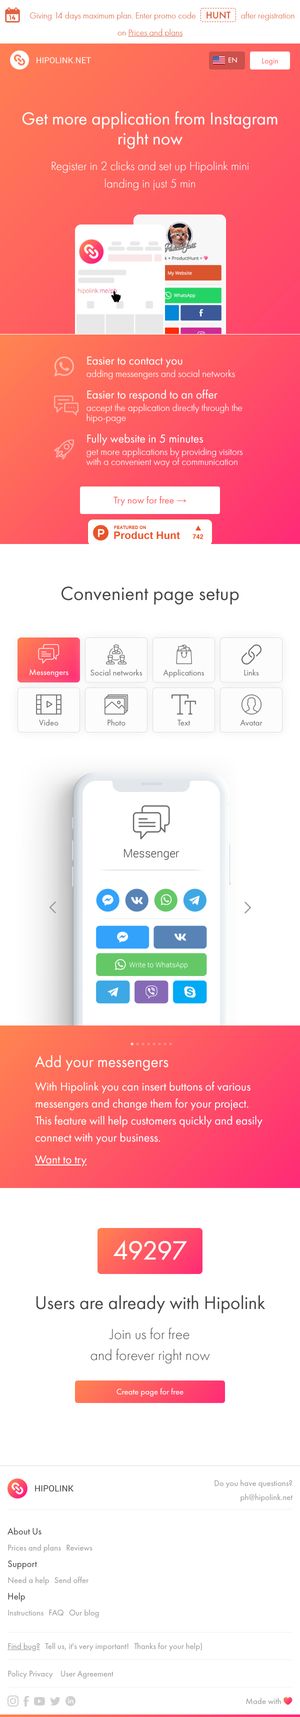 Giving 14 days maximum plan. Enter promo code HUNT after registration
on Prices and plans
14
HIPOLINK.NET
EN
Login
Get more application from Instagram
right now
Register in 2 clicks and set up Hipolink mini
landing in just 5 min
My Website
WhatsApp
Easier to contact you
adding messengers and social networks
Easier to respond to an offer
accept the application directly through the
hipo-page
Fully website in 5 minutes
get more applications by providing visitors
with a convenient way of communication
Try now for free →
FEATURED ON
Product Hunt
742
Convenient page setup
Messengers
Social networks
Applications
Links
Video
Photo
Text
Avatar
Messenger
Write to WhatsApp
Add your messengers
With Hipolink you can insert buttons of various
messengers and change them for your project.
This feature will help customers quickly and easily
connect with your business.
Want to try
49297
Users are already with Hipolink
Join us for free
and forever right now
Create page for free
HIPOLINK
Do you have questions?
ph@hipolink.net
About Us
Prices and plans Reviews
Support
Need a help Send offer
Help
Instructions FAQ Our blog
Find bug? Tell us, it's very important! Thanks for your help)
Policy Privacy User Agreement
Made with